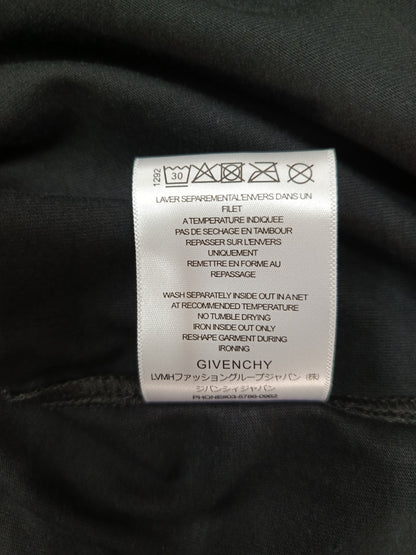 1292
30
LAVER SEPAREMENTAL'ENVERS DANS UN
FILET
A TEMPERATURE INDIQUEE
PAS DE SECHAGE EN TAMBOUR
REPASSER SUR L'ENVERS
UNIQUEMENT
REMETTRE EN FORME AU
REPASSAGE
WASH SEPARATELY INSIDE OUT IN A NET
AT RECOMMENDED TEMPERATURE
NO TUMBLE DRYING
IRON INSIDE OUT ONLY
RESHAPE GARMENT DURING
IRONING
GIVENCHY
LVMHファッショングループジャパン (株)
ジバンシィジャパン